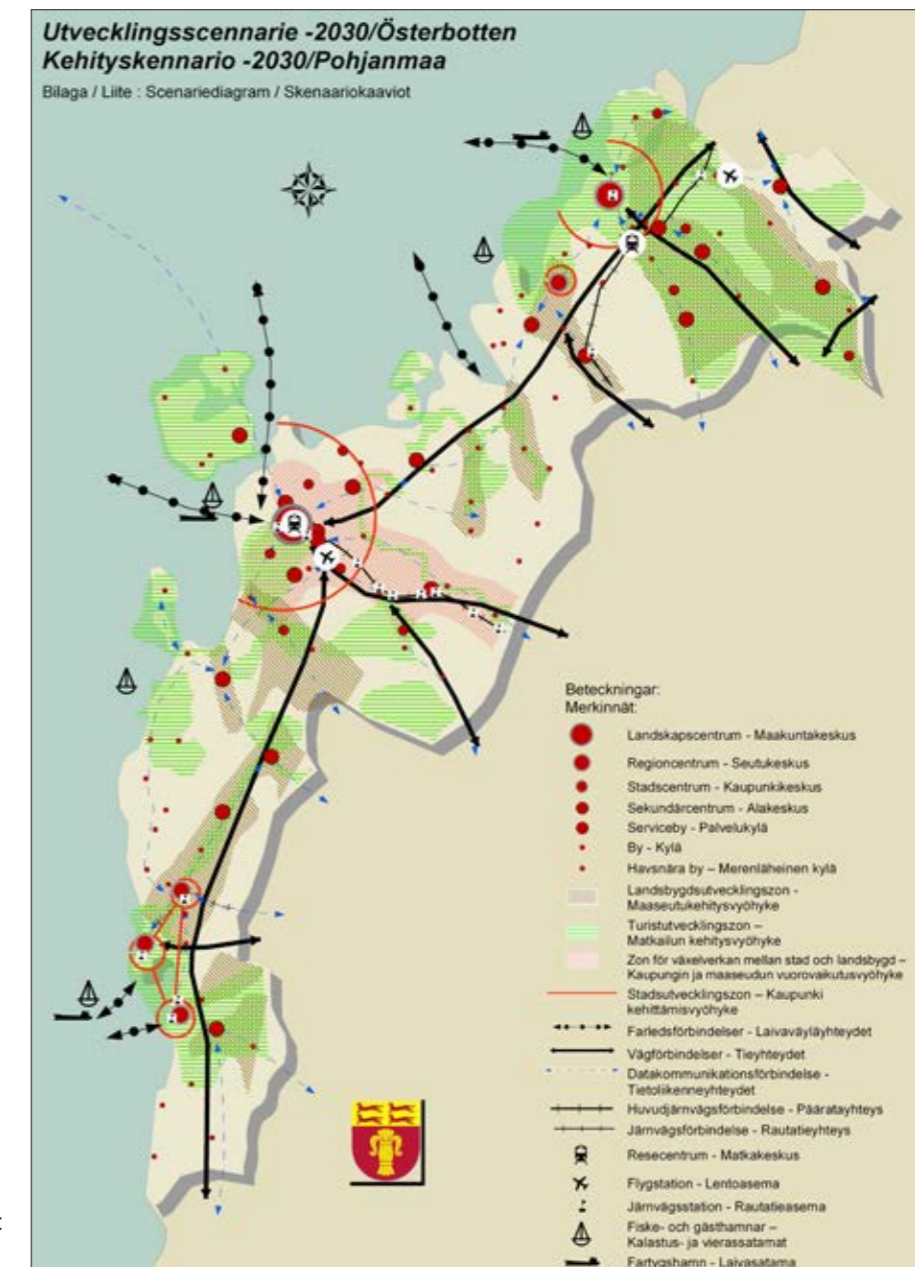 Utvecklingsscennarie -2030/Österbotten
Kehityskennario -2030/Pohjanmaa
Bilaga / Liite : Scenariediagram / Skenaariokaaviot
Beteckningar:
Merkinnät:
Landskapscentrum - Maakuntakeskus
Regioncentrum - Seutukeskus
Stadscentrum - Kaupunkikeskus
Sekundärcentrum - Alakeskus
Serviceby - Palvelukylä
By - Kylä
Havsnära by – Merenläheinen kylä
Landsbygdsutvecklingszon -
Maaseutukehitysvyöhyke
Turistutvecklingszon –
Matkailun kehitysvyöhyke
Zon för växelverkan mellan stad och landsbygd –
Kaupungin ja maaseudun vuorovaikutusvyöhyke
Stadsutvecklingszon – Kaupunki
kehittämisvyöhyke
Farledsförbindelser - Laivaväyläyhteydet
Vägförbindelser - Tieyhteydet
Datakommunikationsförbindelse -
Tietoliikenneyhteydet
Huvudjärnvägsförbindelse - Pääratayhteys
Järnvägsförbindelse - Rautatieyhteys
Resecentrum - Matkakeskus
Flygstation - Lentoasema
Järnvägsstation - Rautatieasema
Fiske- och gästhamnar –
Kalastus- ja vierassatamat
Fartygshamn - Laivasatama